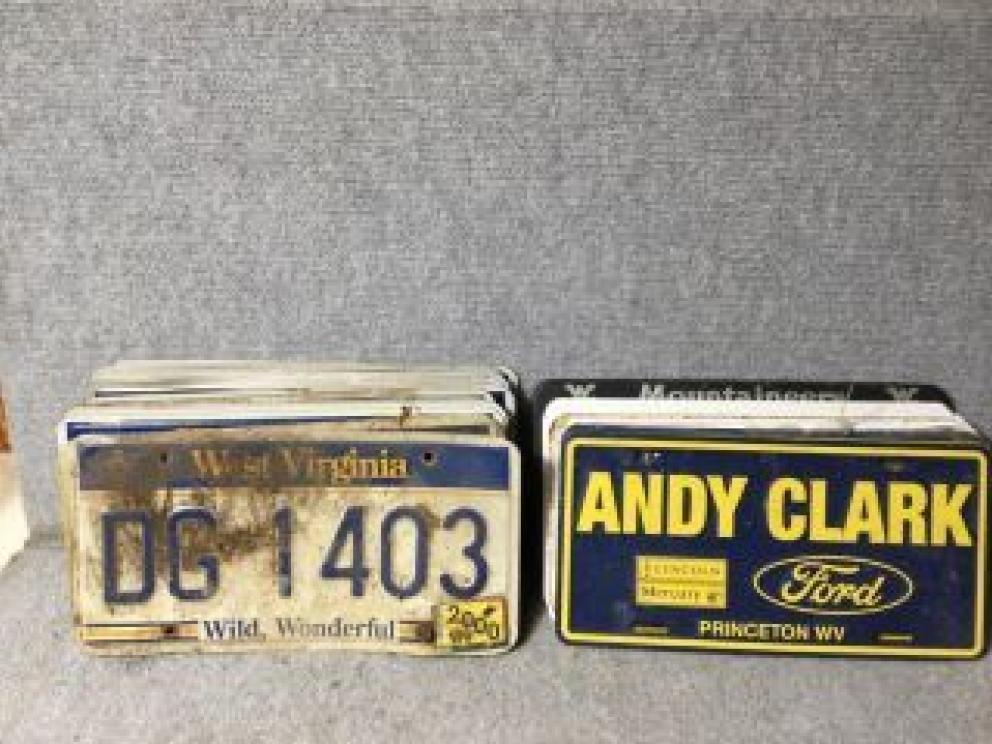 West Virginia
DG 1403
Wild, Wonderful
2000
Mountaineers
ANDY CLARK
LINCOLN
Mercury
Ford
PRINCETON WV